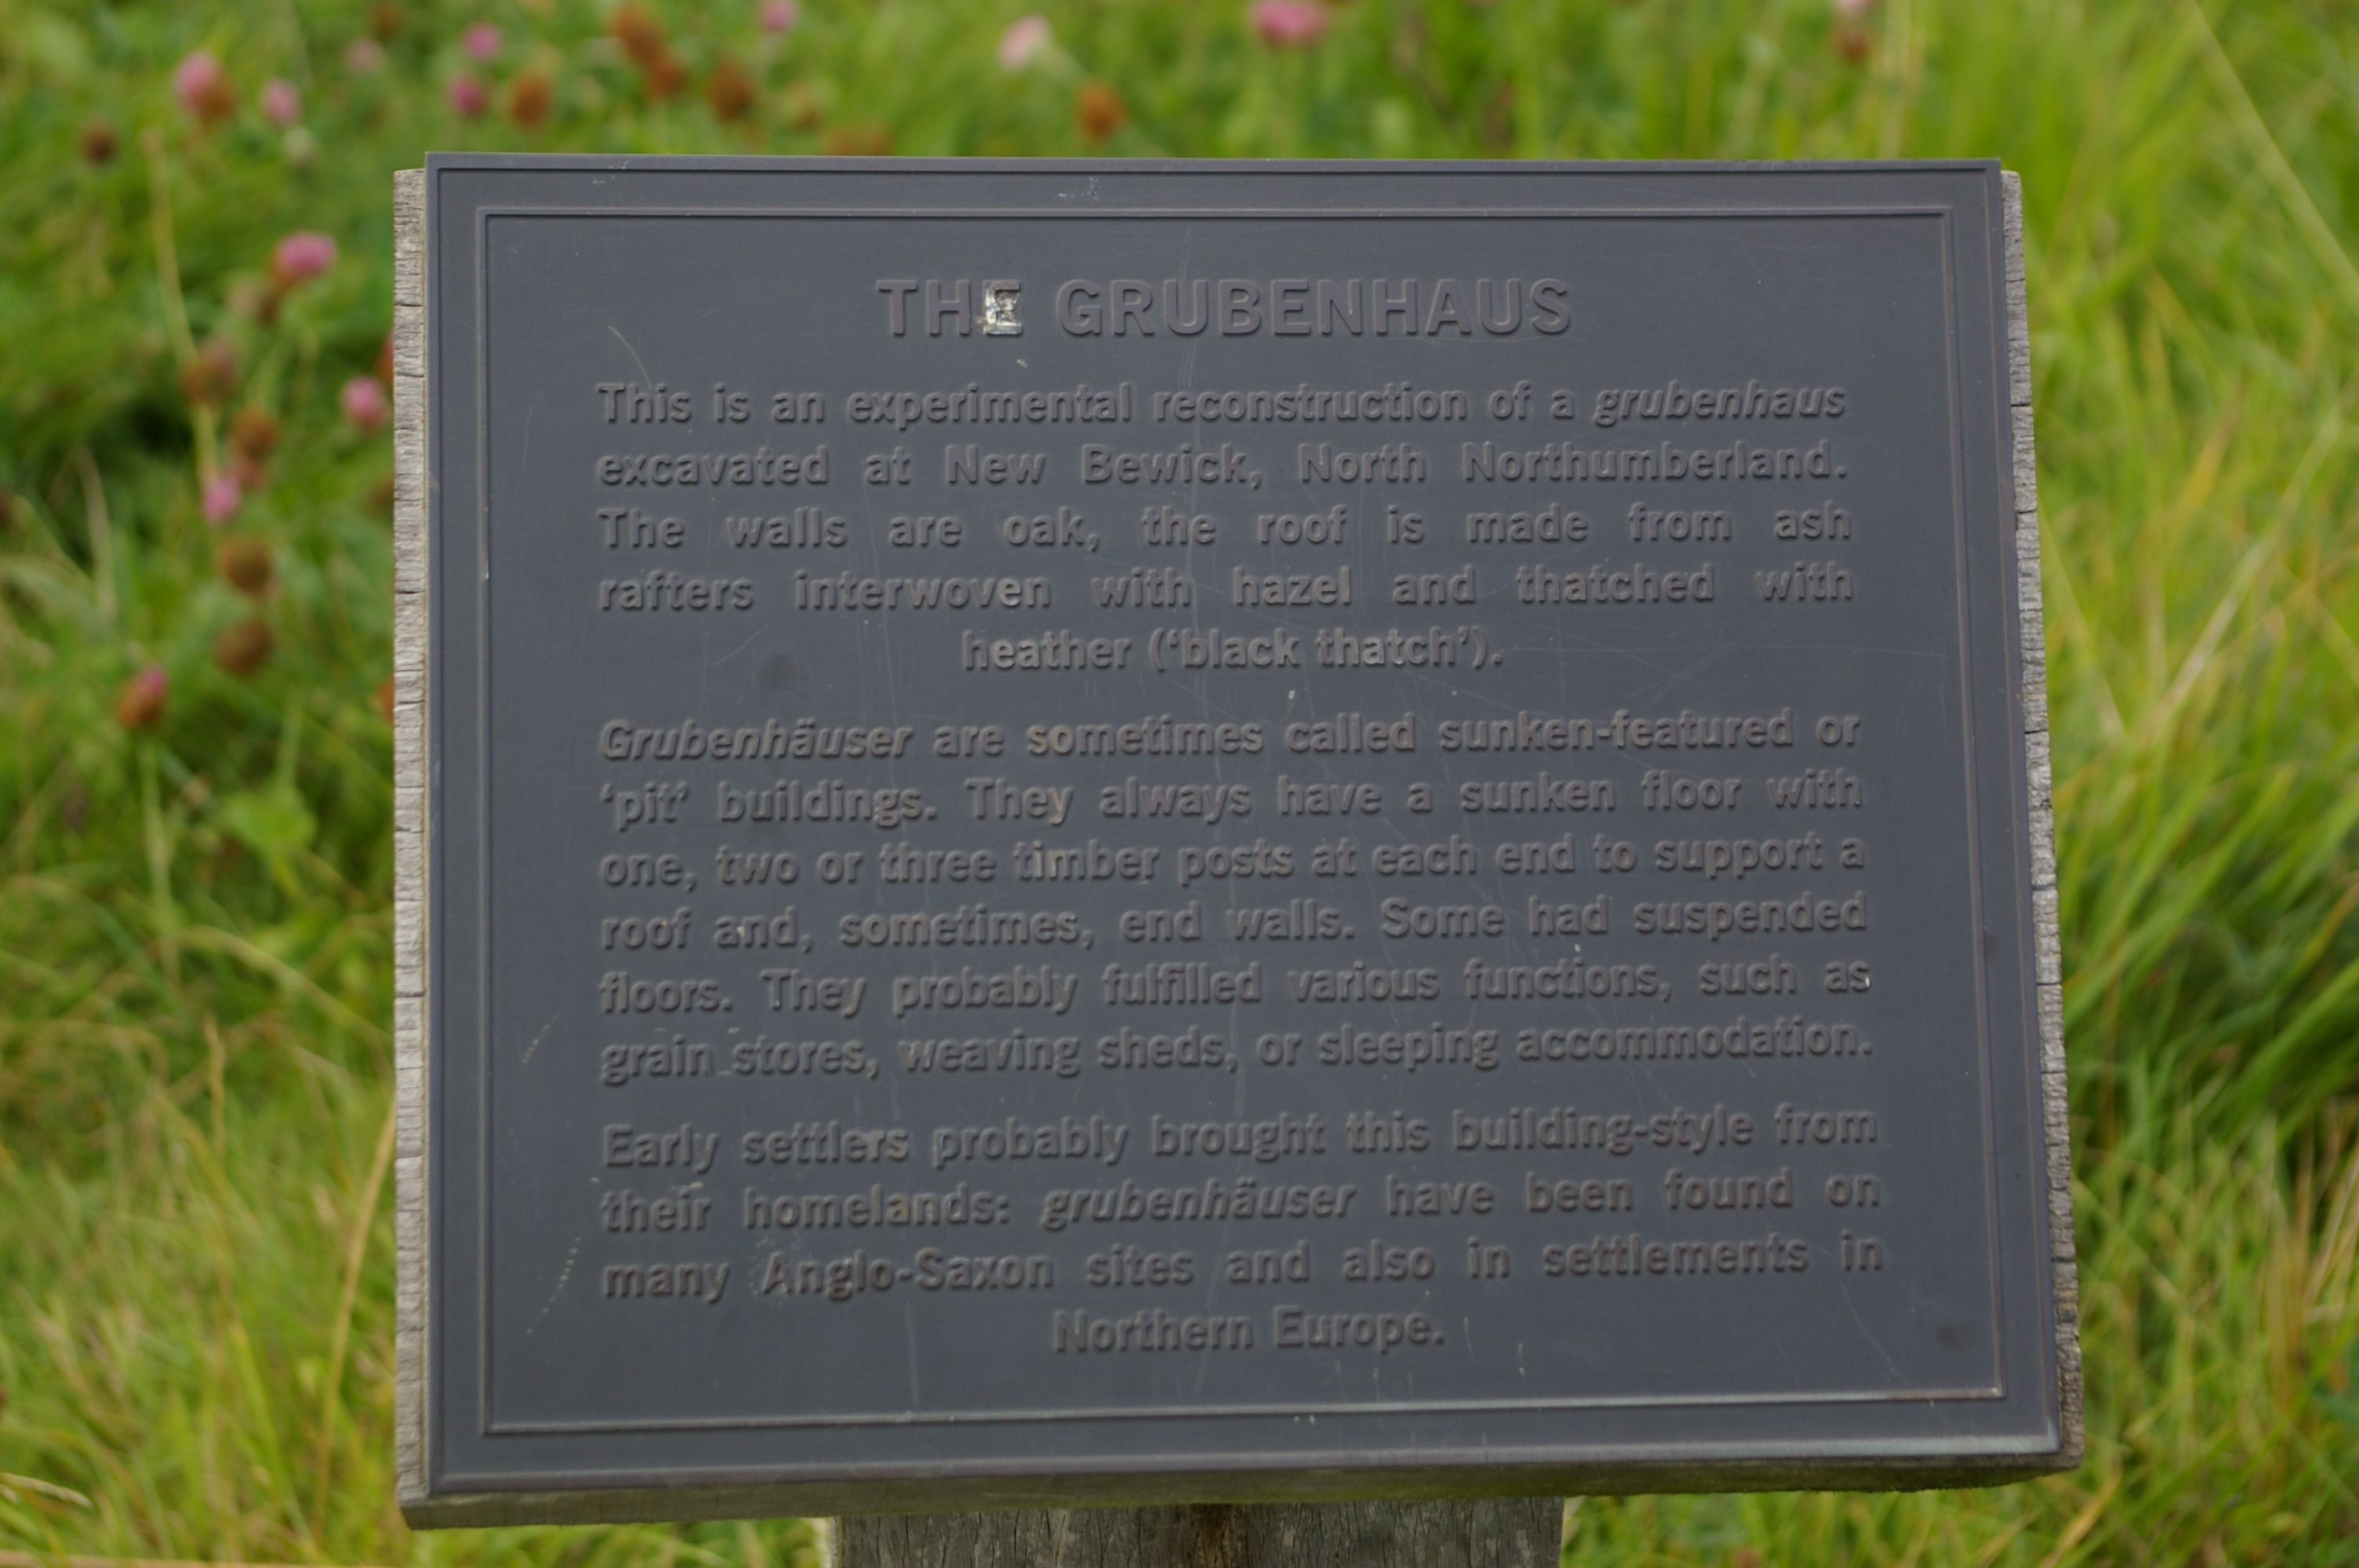 THE GRUBENHAUS
This is an experimental reconstruction of a grubenhaus
excavated at New Bewick, North Northumberland.
The walls are oak, the roof is made from ash
rafters interwoven with hazel and thatched with
heather (‘black thatch’).
Grubenhäuser are sometimes called sunken-featured or
‘pit’ buildings. They always have a sunken floor with
one, two or three timber posts at each end to support a
roof and, sometimes, end walls. Some had suspended
floors. They probably fulfilled various functions, such as
grain stores, weaving sheds, or sleeping accommodation.
Early settlers probably brought this building-style from
their homelands: grubenhäuser have been found on
many Anglo-Saxon sites and also in settlements in
Northern Europe.